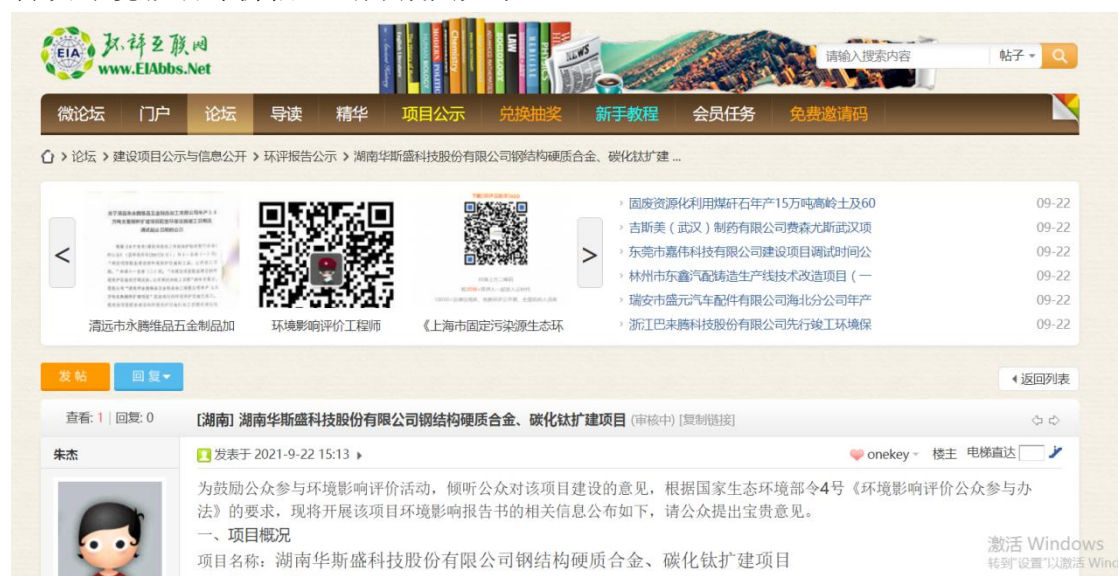 EIA
环评互联网
www.EIAbbs.Net
请输入搜索内容
帖子
微论坛 门户 论坛 导读 精华 项目公示 兑换抽奖 新手教程 会员任务 免费邀请码
› 论坛 › 建设项目公示与信息公开 › 环评报告公示 › 湖南华斯盛科技股份有限公司钢结构硬质合金、碳化钛扩建 ...
<
清远市永腾维品五金制品加
环境影响评价工程师
《上海市固定污染源生态环
>
固废资源化利用煤矸石年产15万吨高岭土及60 09-22
吉斯美(武汉)制药有限公司费森尤斯武汉项 09-22
东莞市嘉伟科技有限公司建设项目调试时间公 09-22
林州市东鑫汽配铸造生产线技术改造项目(一 09-22
瑞安市盛元汽车配件有限公司海北分公司年产 09-22
浙江巴来腾科技股份有限公司先行竣工环境保 09-22
发帖 回复
返回列表
查看: 1 | 回复: 0
[湖南] 湖南华斯盛科技股份有限公司钢结构硬质合金、碳化钛扩建项目 (审核中) [复制链接]
朱杰
发表于 2021-9-22 15:13
onekey 楼主 电梯直达
为鼓励公众参与环境影响评价活动，倾听公众对该项目建设的意见，根据国家生态环境部令4号《环境影响评价公众参与办
法》的要求，现将开展该项目环境影响报告书的相关信息公布如下，请公众提出宝贵意见。
一、项目概况
项目名称：湖南华斯盛科技股份有限公司钢结构硬质合金、碳化钛扩建项目
激活 Windows
转到"设置"以激活 Wind